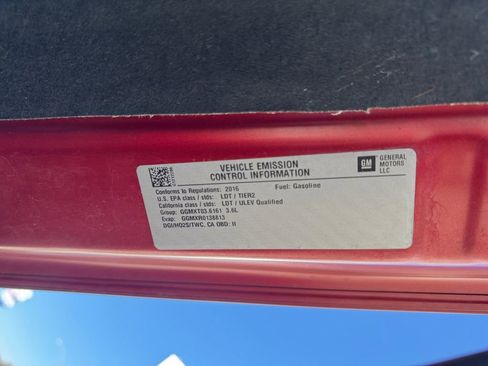 VEHICLE EMISSION
CONTROL INFORMATION
GM
GENERAL
MOTORS
LLC
Conforms to Regulations: 2016 Fuel: Gasoline
U.S. EPA class / stds: LDT / TIER2
California class / stds: LDT / ULEV Qualified
Group: GGMXT03.6161 3.6L
Evap: GGMXR0138813
DGI/HO2S/TWC, CA OBD: II